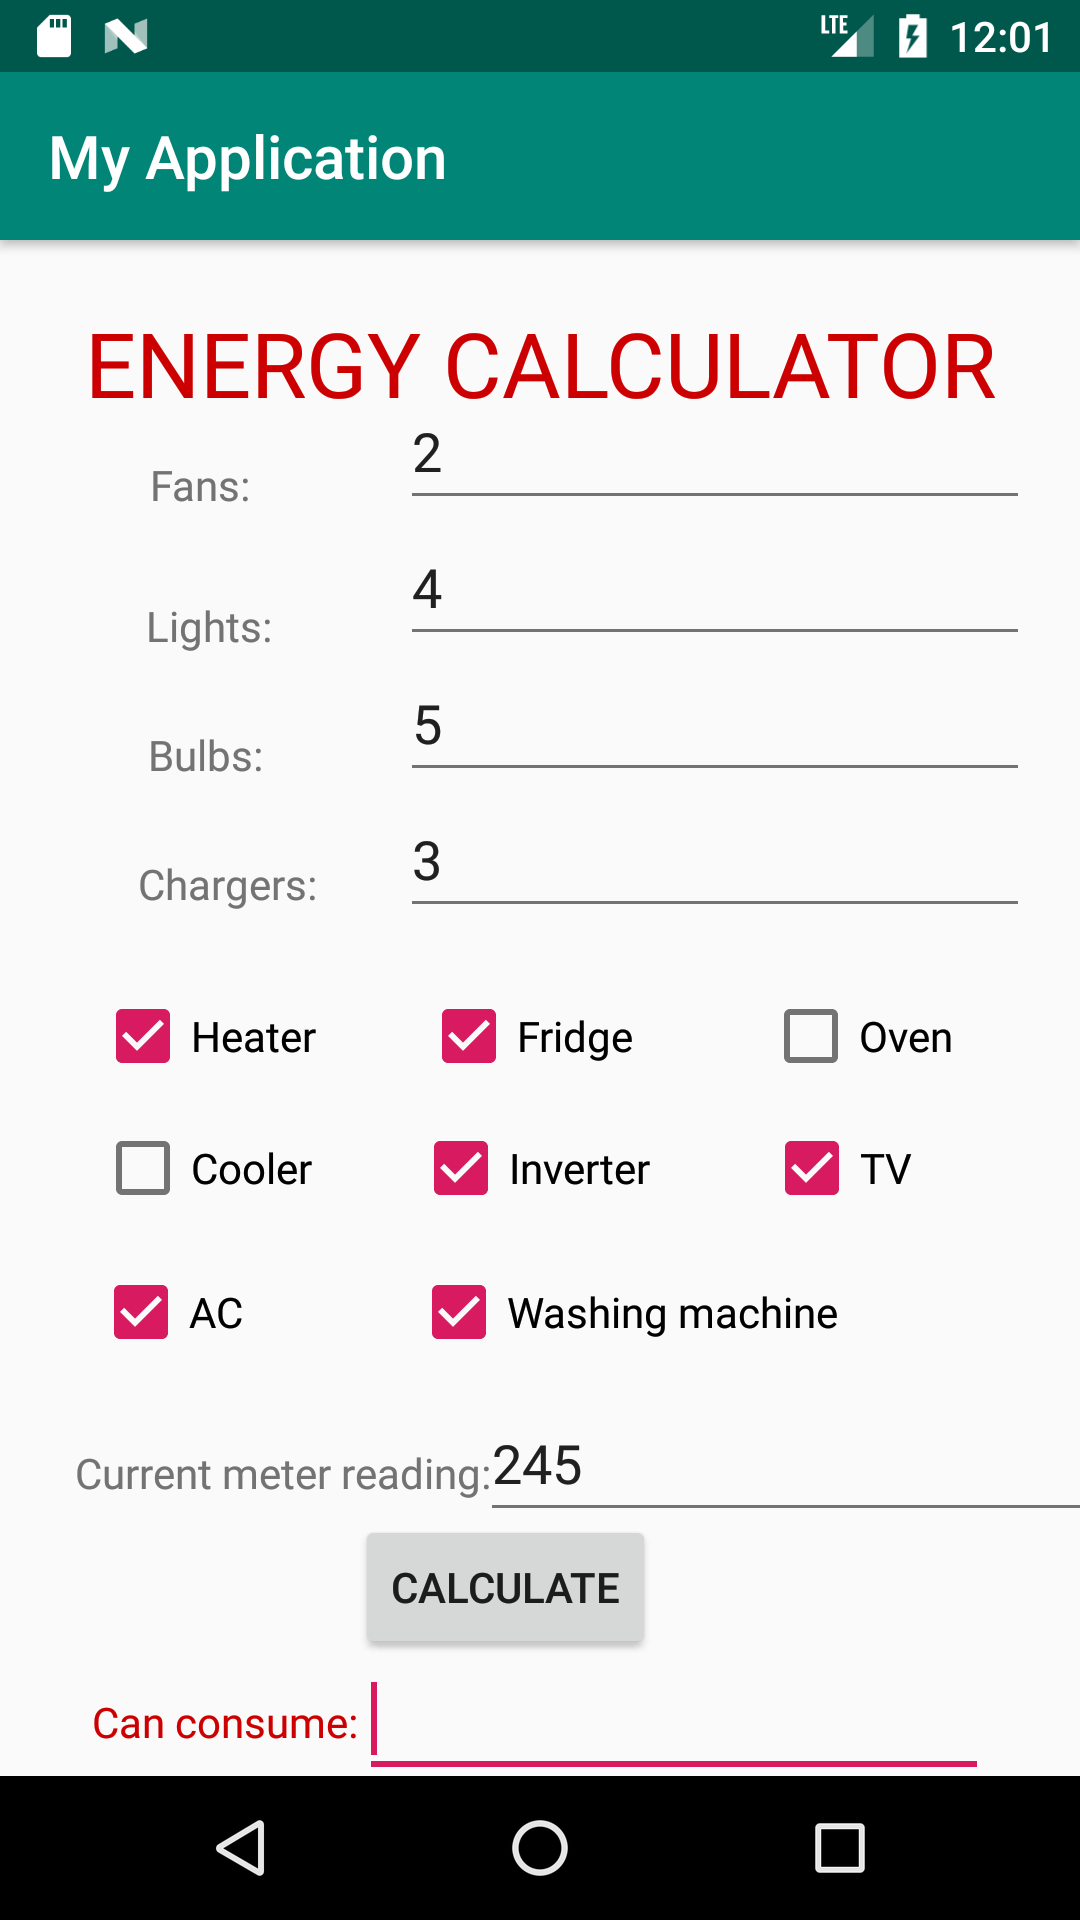 LTE 12:01
My Application
ENERGY CALCULATOR
Fans: 2
Lights: 4
Bulbs: 5
Chargers: 3
Heater Fridge Oven
Cooler Inverter TV
AC Washing machine
Current meter reading: 245
CALCULATE
Can consume: